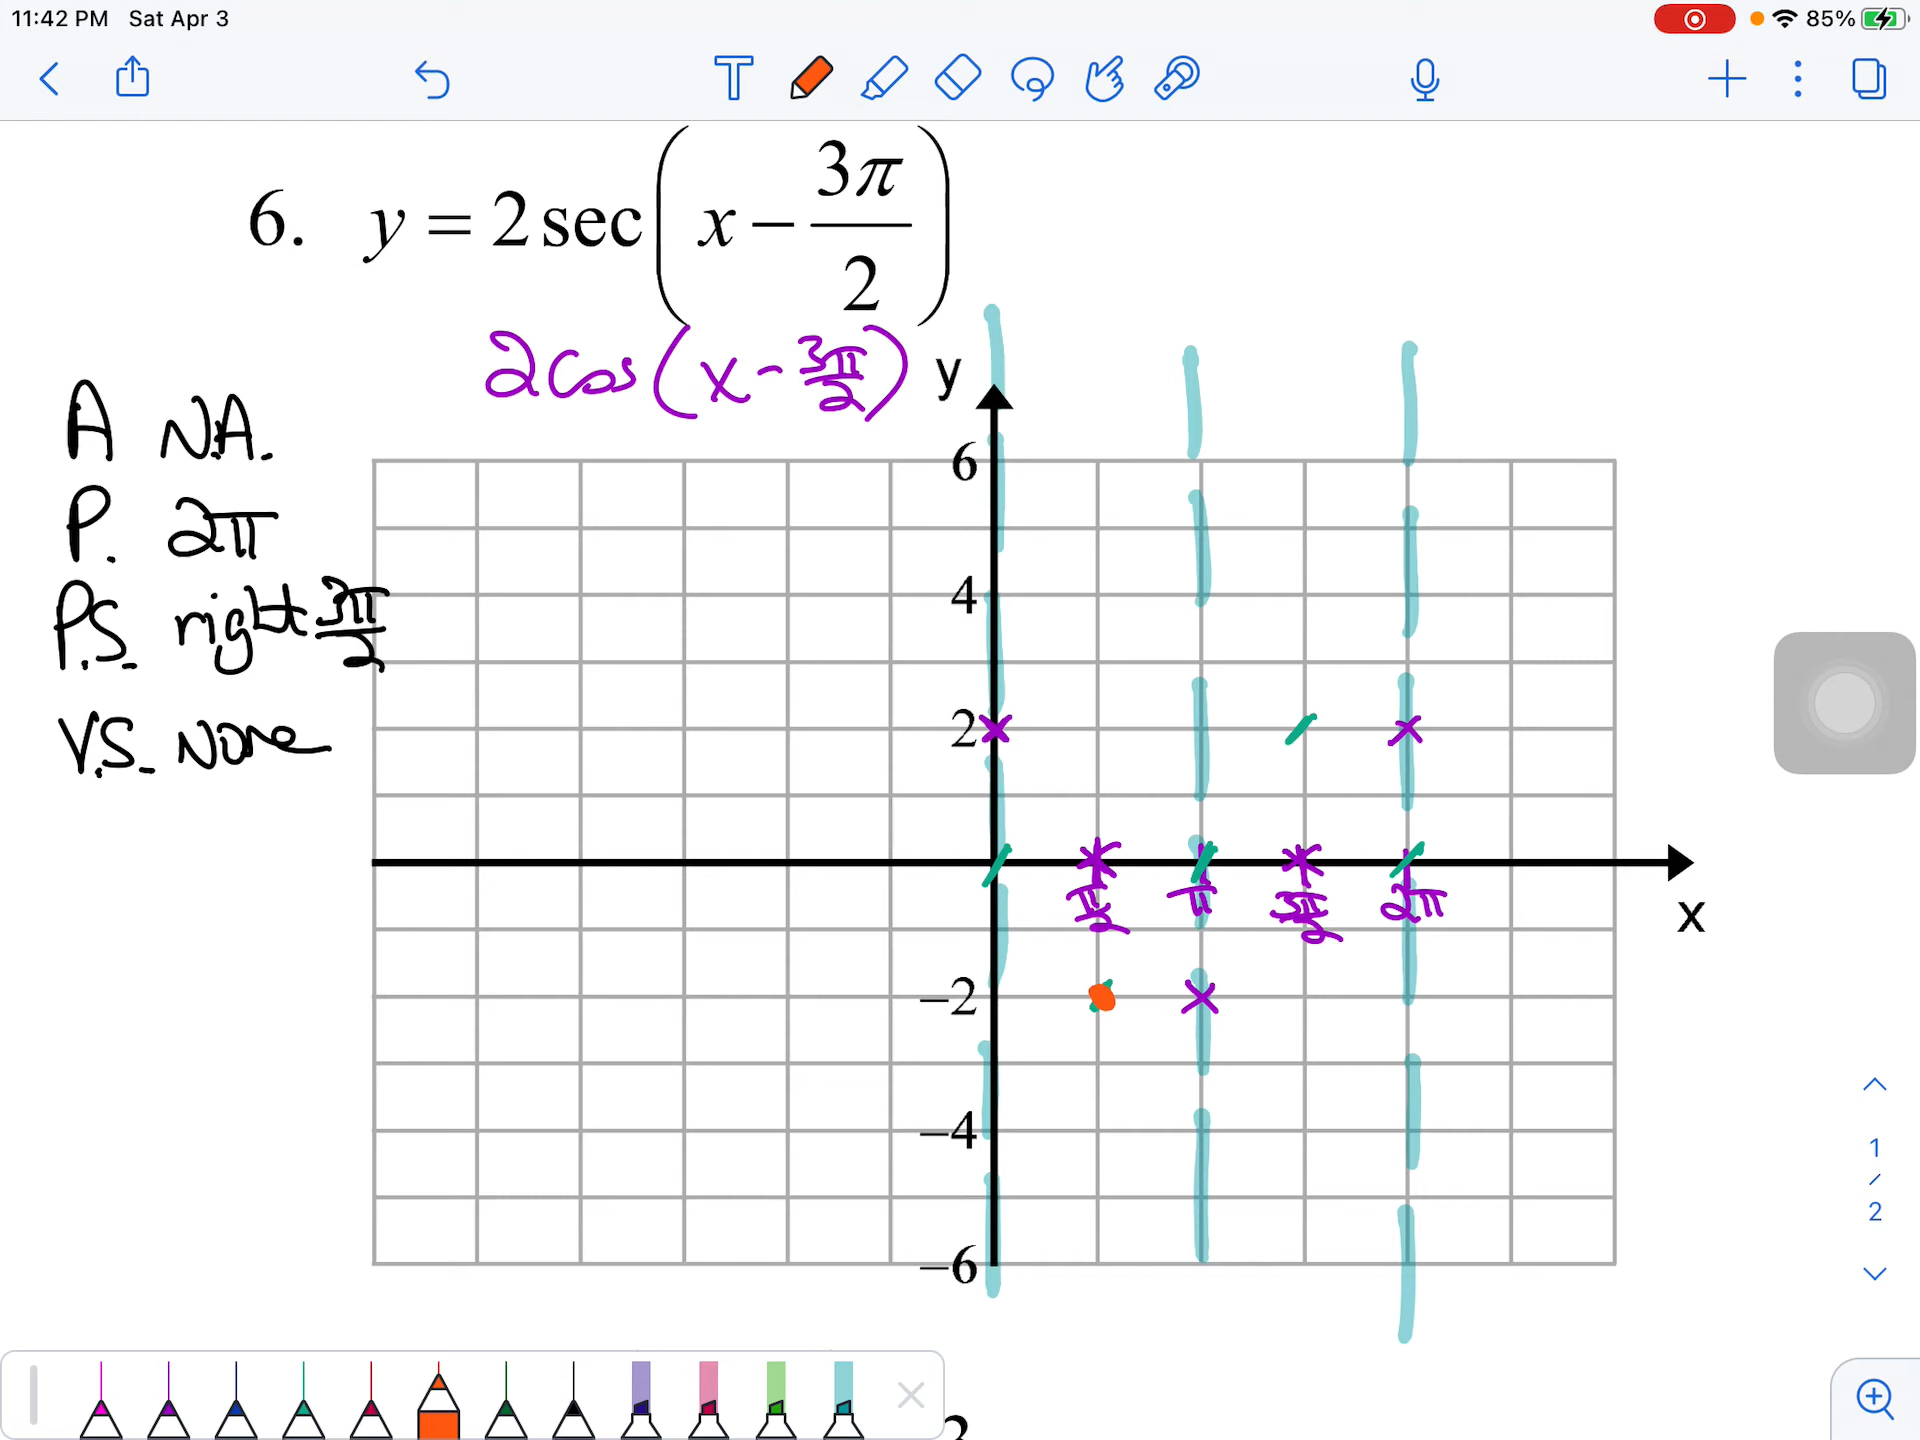 11:42 PM Sat Apr 3 85%
6. y = 2 sec ( x − 3π/2 )
2cos(x - 3π/2)
y
A N.A.
P. 2π
P.S. right 3π/2
V.S. None
6
4
2
π/2 π 3π/2 2π
x
−2
−4
−6
1
/
2